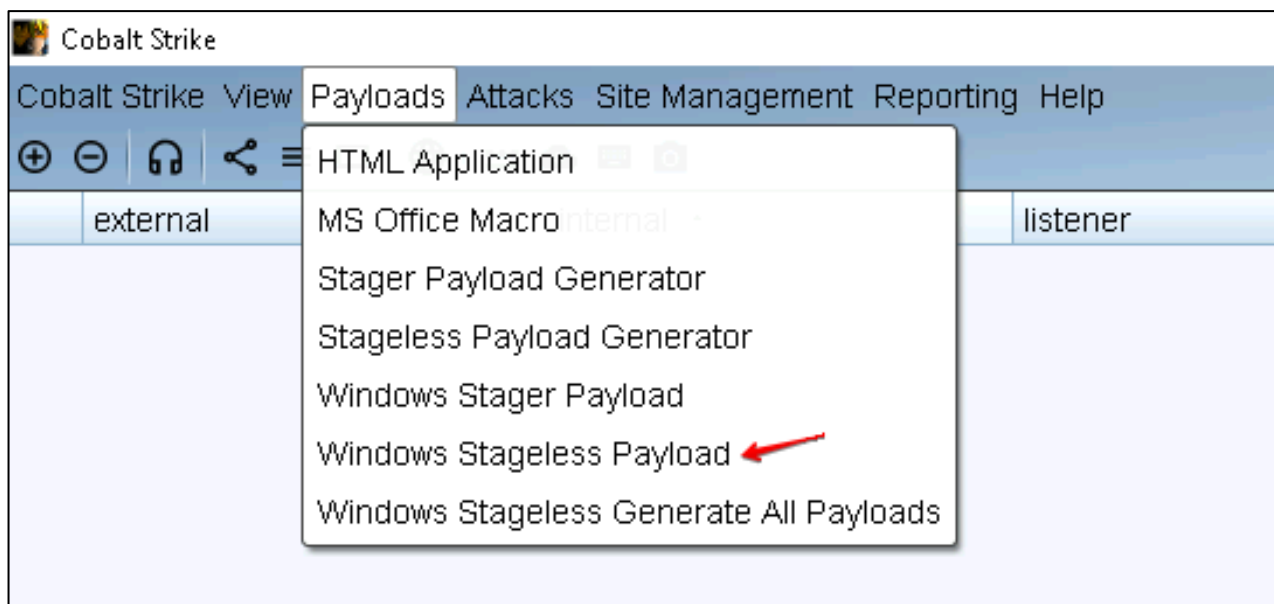 Cobalt Strike
Cobalt Strike View Payloads Attacks Site Management Reporting Help
HTML Application
external MS Office Macro internal listener
Stager Payload Generator
Stageless Payload Generator
Windows Stager Payload
Windows Stageless Payload
Windows Stageless Generate All Payloads